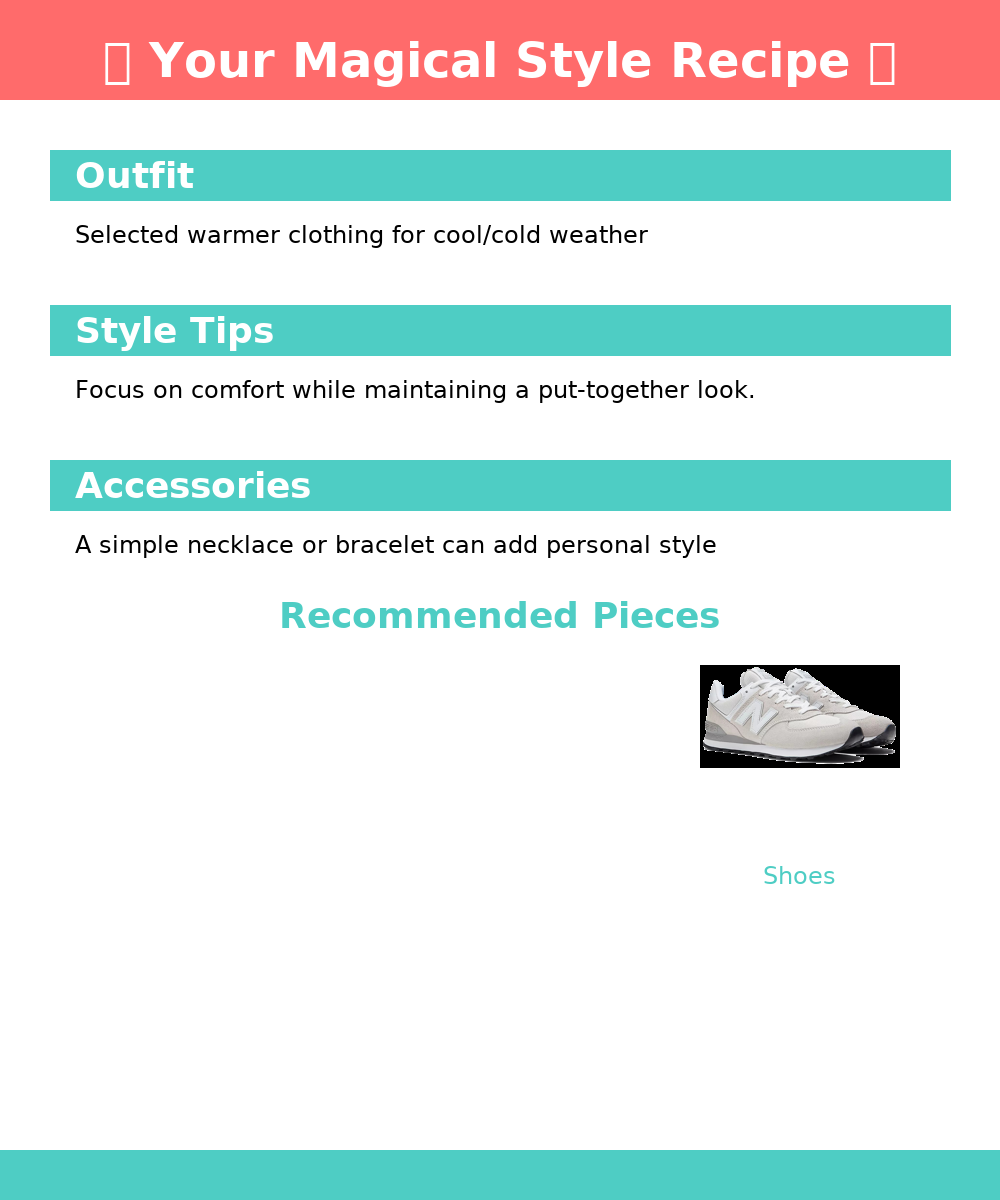 Your Magical Style Recipe
Outfit
Selected warmer clothing for cool/cold weather
Style Tips
Focus on comfort while maintaining a put-together look.
Accessories
A simple necklace or bracelet can add personal style
Recommended Pieces
N
Shoes